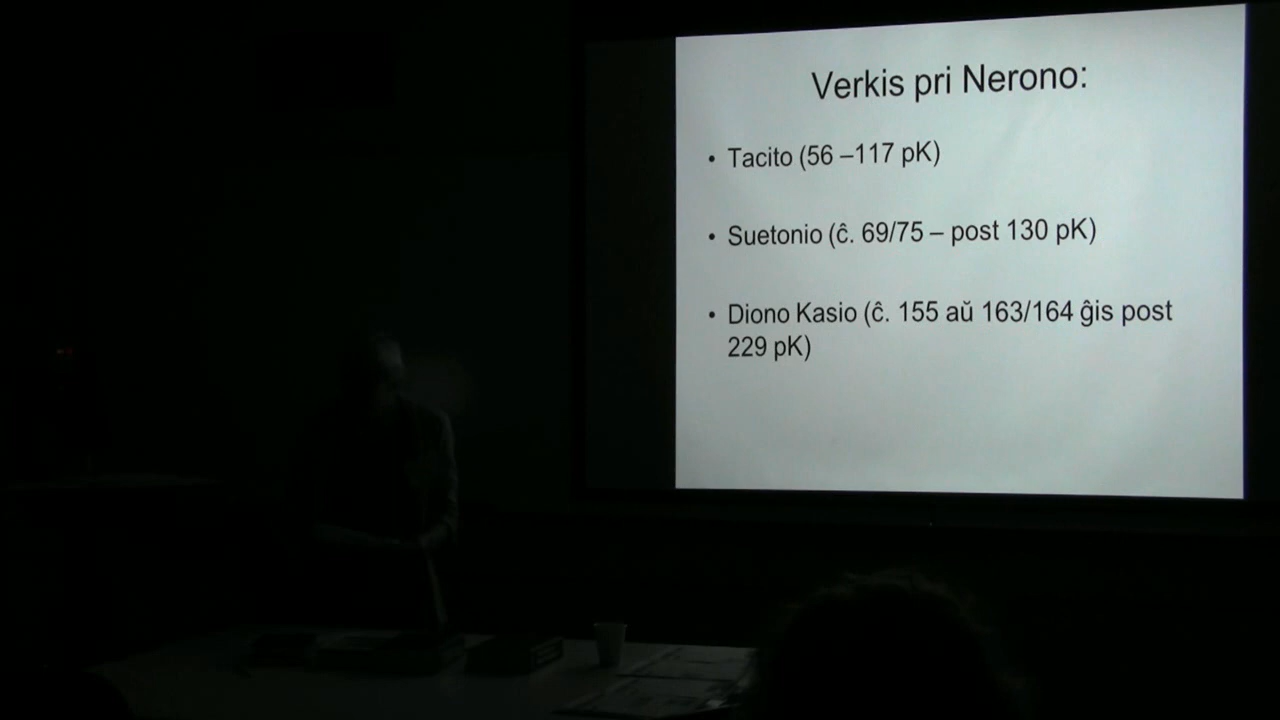 Verkis pri Nerono:
• Tacito (56 –117 pK)
• Suetonio (ĉ. 69/75 – post 130 pK)
• Diono Kasio (ĉ. 155 aŭ 163/164 ĝis post
229 pK)